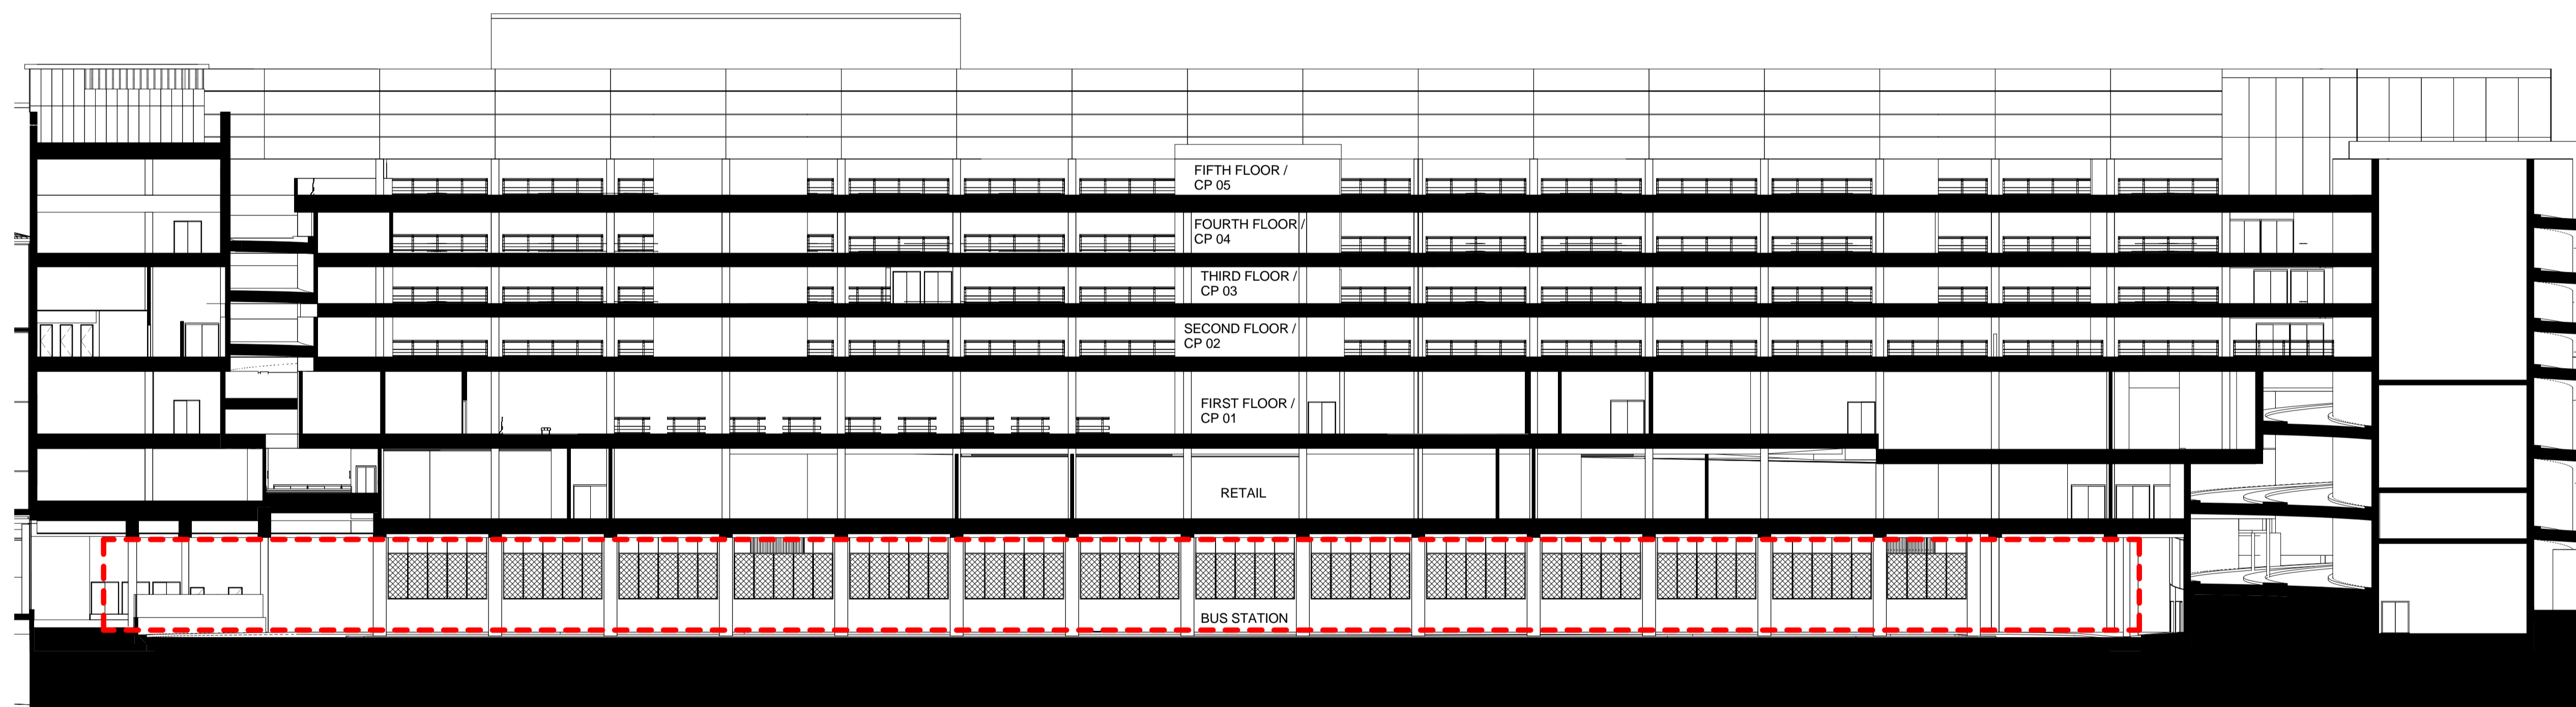 FIFTH FLOOR /
CP 05
FOURTH FLOOR /
CP 04
THIRD FLOOR /
CP 03
SECOND FLOOR /
CP 02
FIRST FLOOR /
CP 01
RETAIL
BUS STATION